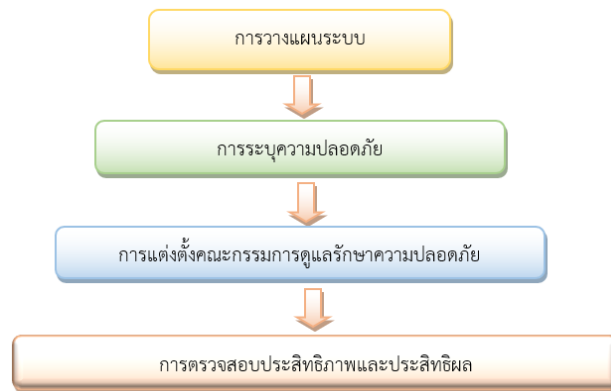 การวางแผนระบบ
การระบุความปลอดภัย
การแต่งตั้งคณะกรรมการดูแลรักษาความปลอดภัย
การตรวจสอบประสิทธิภาพและประสิทธิผล